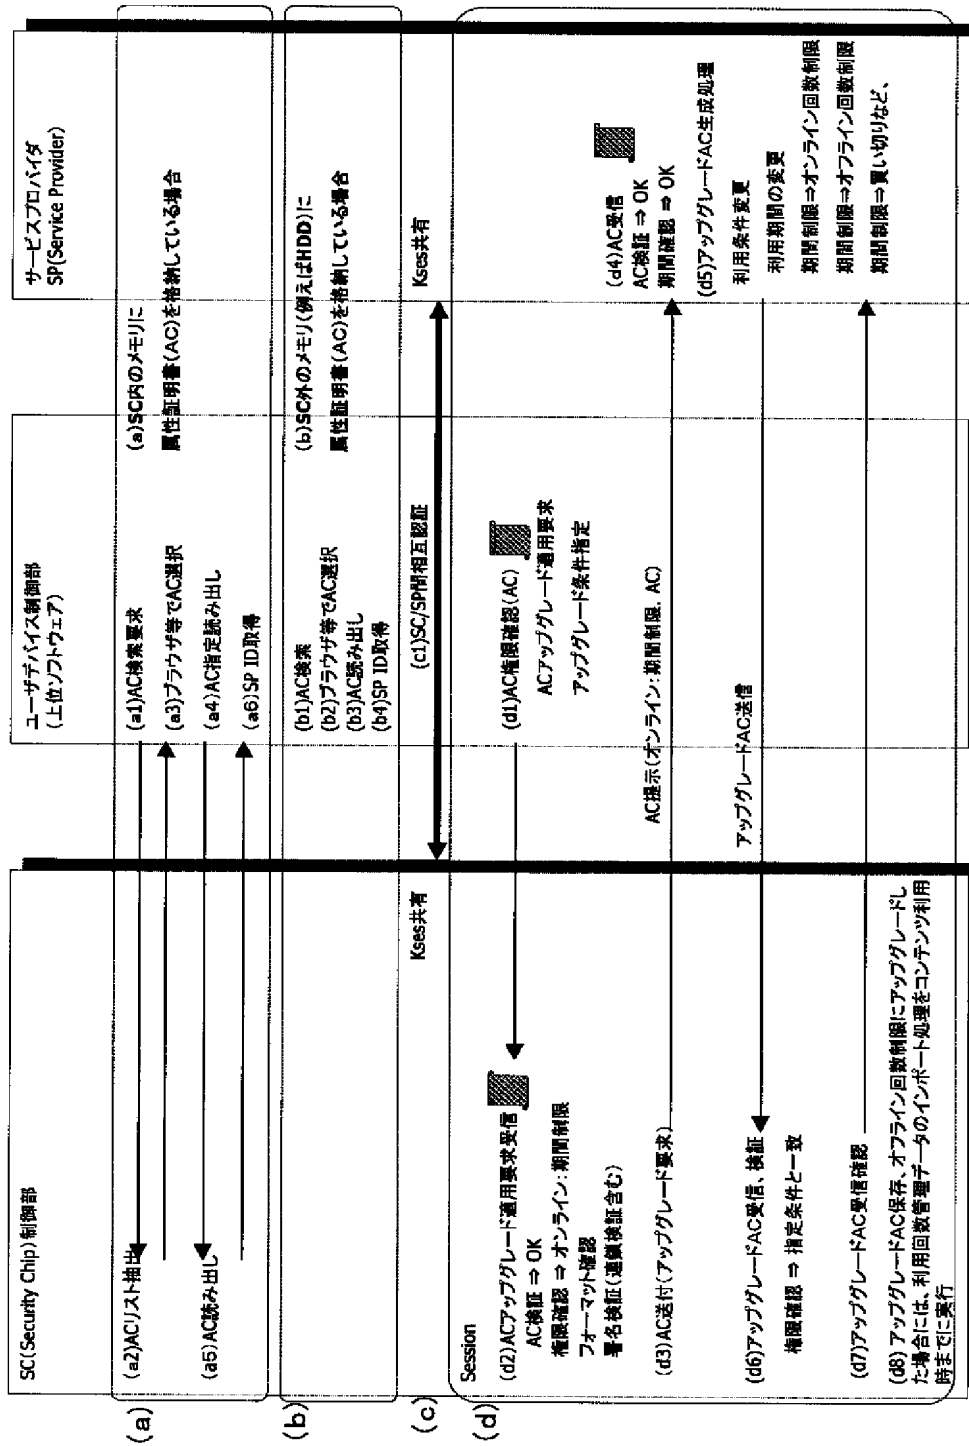 SC(Security Chip)制御部
ユーザデバイス制御部
(上位ソフトウェア)
サービスプロバイダ
SP(Service Provider)
(a)
(a1)AC検索要求
(a2)ACリスト抽出
(a3)ブラウザ等でAC選択
(a4)AC指定読み出し
(a5)AC読み出し
(a6)SP ID取得
(a)SC内のメモリに
属性証明書(AC)を格納している場合
(b)
(b1)AC検索
(b2)ブラウザ等でAC選択
(b3)AC読み出し
(b4)SP ID取得
(b)SC外のメモリ(例えばHDD)に
属性証明書(AC)を格納している場合
(c)
Kses共有
(c1)SC/SP間相互認証
Kses共有
(d)
Session
(d1)AC権限確認(AC)
ACアップグレード適用要求
アップグレード条件指定
(d2)ACアップグレード適用要求受信
AC検証 ⇒ OK
権限確認 ⇒ オンライン:期間制限
フォーマット確認
署名検証(連鎖検証含む)
(d3)AC送付(アップグレード要求)
AC提示(オンライン:期間制限, AC)
(d4)AC受信
AC検証 ⇒ OK
期間確認 ⇒ OK
(d5)アップグレードAC生成処理
利用条件変更
利用期間の変更
期間制限⇒オンライン回数制限
期間制限⇒オフライン回数制限
期間制限⇒買い切りなど、
アップグレードAC送信
(d6)アップグレードAC受信、検証
権限確認 ⇒ 指定条件と一致
(d7)アップグレードAC受信確認
(d8) アップグレードAC保存、オフライン回数制限にアップグレードし
た場合には、利用回数管理データのインポート処理をコンテンツ利用
時までに実行